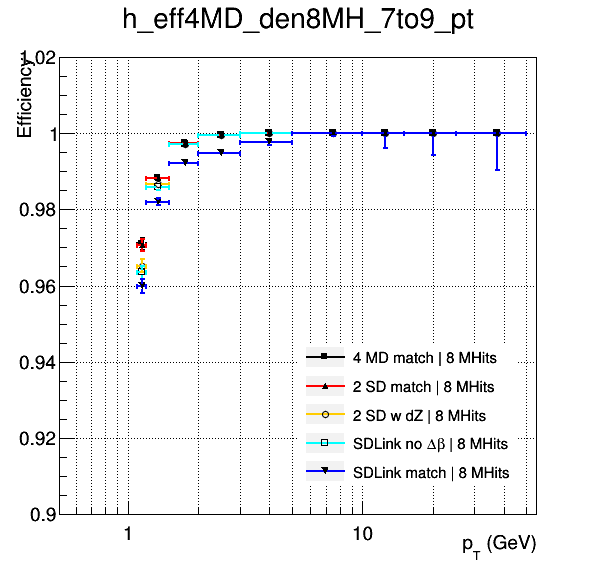 h_eff4MD_den8MH_7to9_pt
Efficiency
1.02
1
0.98
0.96
0.94
0.92
0.9
4 MD match | 8 MHits
2 SD match | 8 MHits
2 SD w dZ | 8 MHits
SDLink no Δβ | 8 MHits
SDLink match | 8 MHits
1
10
p_T (GeV)